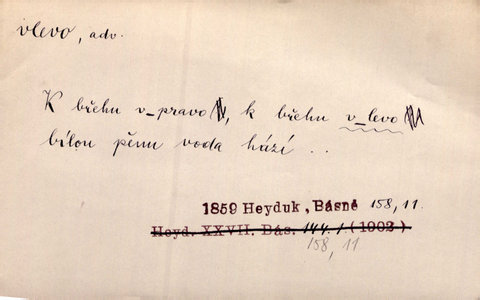 vlevo, adv.
K břehu v_pravo, k břehu v_levo
bílou pěnu voda hází ..
1859 Heyduk, Básně 158, 11.
Heyd. XXVII. Bás. 144. 1 (1902)
158, 11